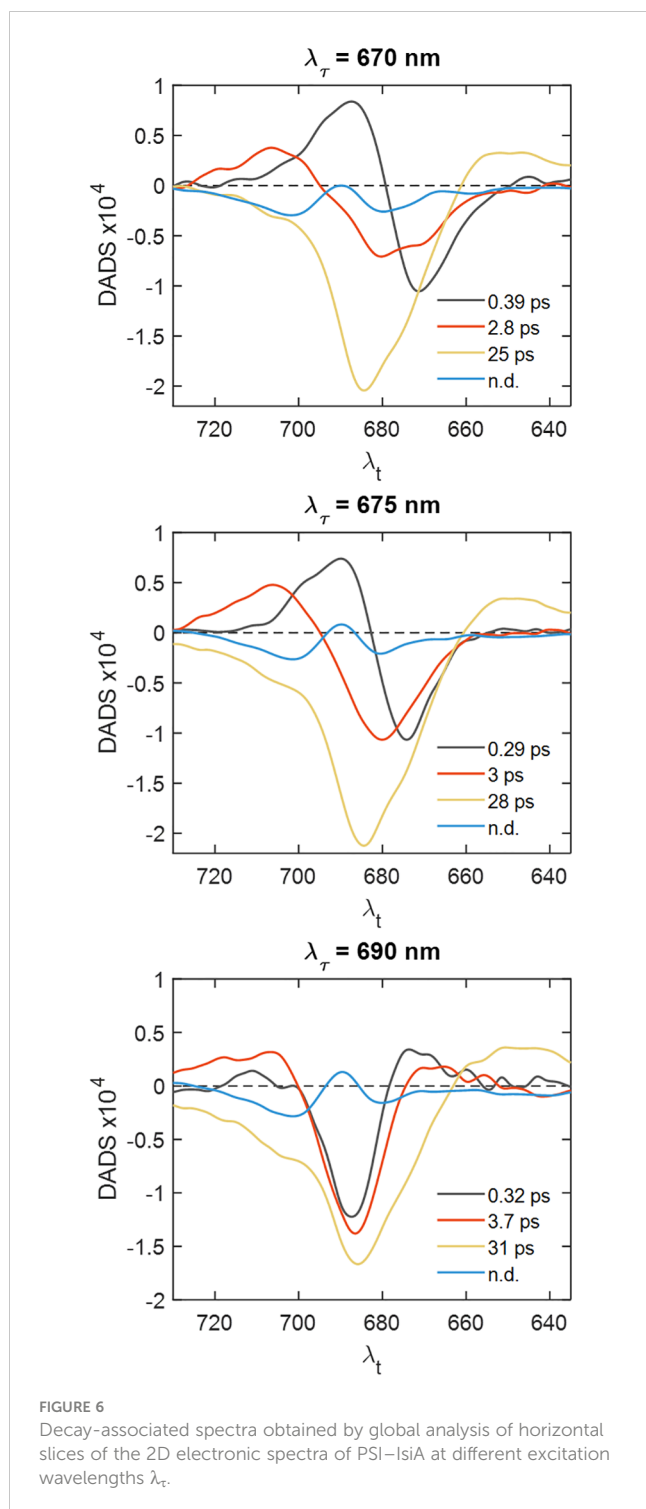 λτ = 670 nm
1
0.5
0
-0.5
-1
-1.5
-2
DADS x10⁴
0.39 ps
2.8 ps
25 ps
n.d.
720 700 680 660 640
λt
λτ = 675 nm
1
0.5
0
-0.5
-1
-1.5
-2
DADS x10⁴
0.29 ps
3 ps
28 ps
n.d.
720 700 680 660 640
λt
λτ = 690 nm
1
0.5
0
-0.5
-1
-1.5
-2
DADS x10⁴
0.32 ps
3.7 ps
31 ps
n.d.
720 700 680 660 640
λt
FIGURE 6
Decay-associated spectra obtained by global analysis of horizontal
slices of the 2D electronic spectra of PSI–IsiA at different excitation
wavelengths λτ.